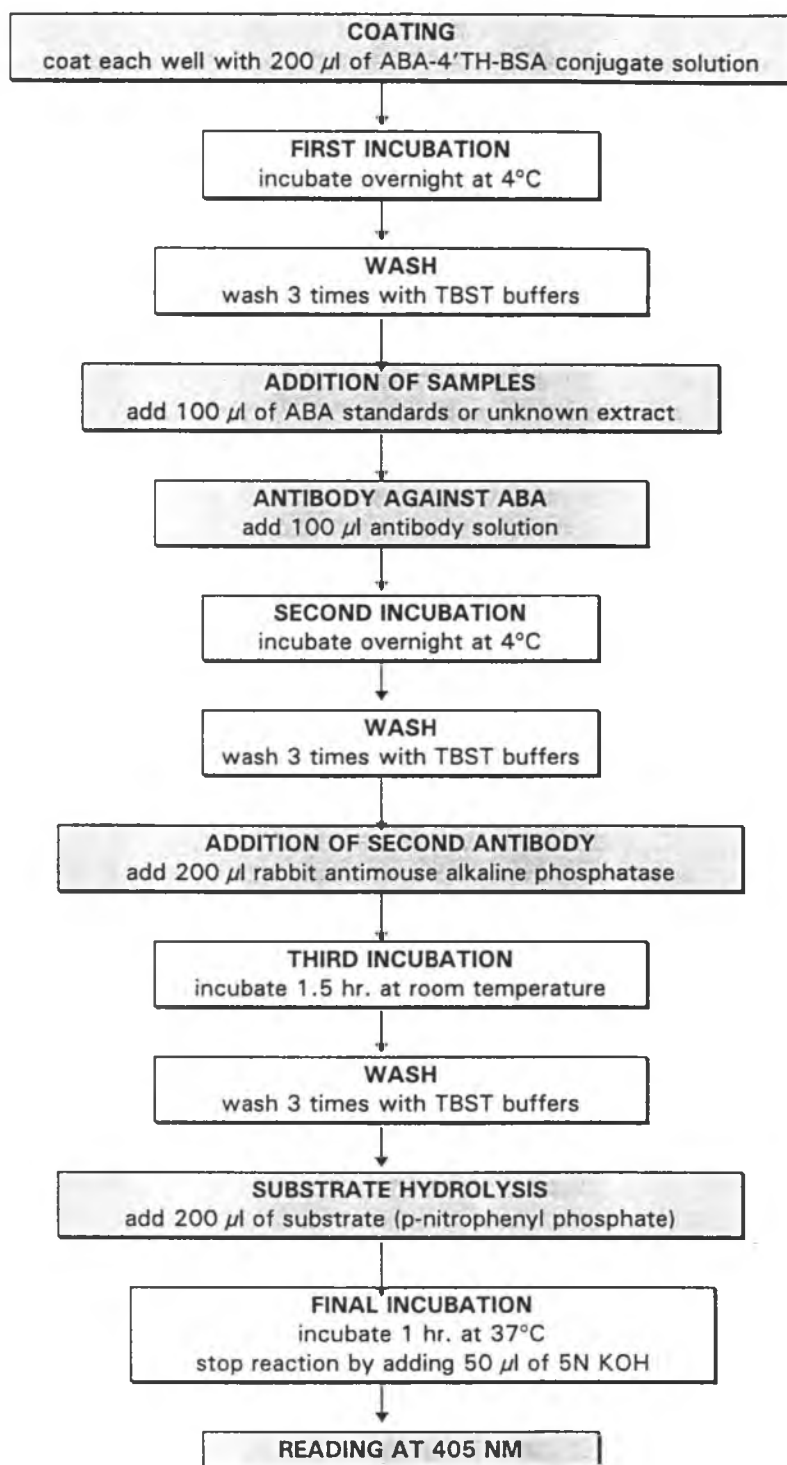 COATING
coat each well with 200 µl of ABA-4'TH-BSA conjugate solution
FIRST INCUBATION
incubate overnight at 4°C
WASH
wash 3 times with TBST buffers
ADDITION OF SAMPLES
add 100 µl of ABA standards or unknown extract
ANTIBODY AGAINST ABA
add 100 µl antibody solution
SECOND INCUBATION
incubate overnight at 4°C
WASH
wash 3 times with TBST buffers
ADDITION OF SECOND ANTIBODY
add 200 µl rabbit antimouse alkaline phosphatase
THIRD INCUBATION
incubate 1.5 hr. at room temperature
WASH
wash 3 times with TBST buffers
SUBSTRATE HYDROLYSIS
add 200 µl of substrate (p-nitrophenyl phosphate)
FINAL INCUBATION
incubate 1 hr. at 37°C
stop reaction by adding 50 µl of 5N KOH
READING AT 405 NM